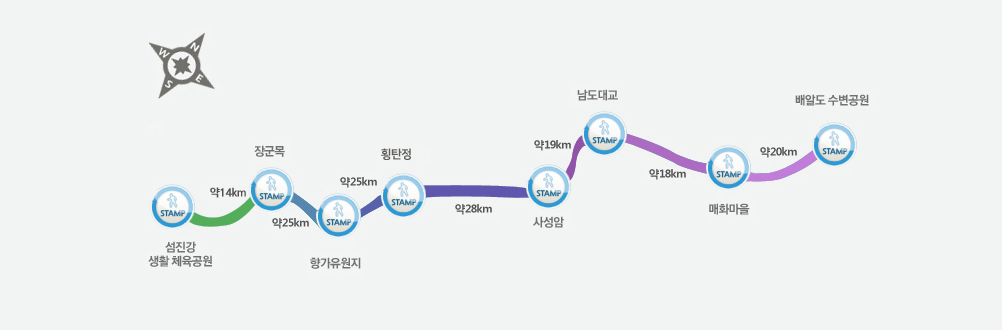 W
N
S
E
남도대교
배알도 수변공원
STAMP
약19km
장군목
횡탄정
STAMP
약20km
약18km
STAMP
약25km
약14km
STAMP
STAMP
STAMP
STAMP
약28km
STAMP
매화마을
STAMP
약25km
사성암
섬진강
생활 체육공원
향가유원지